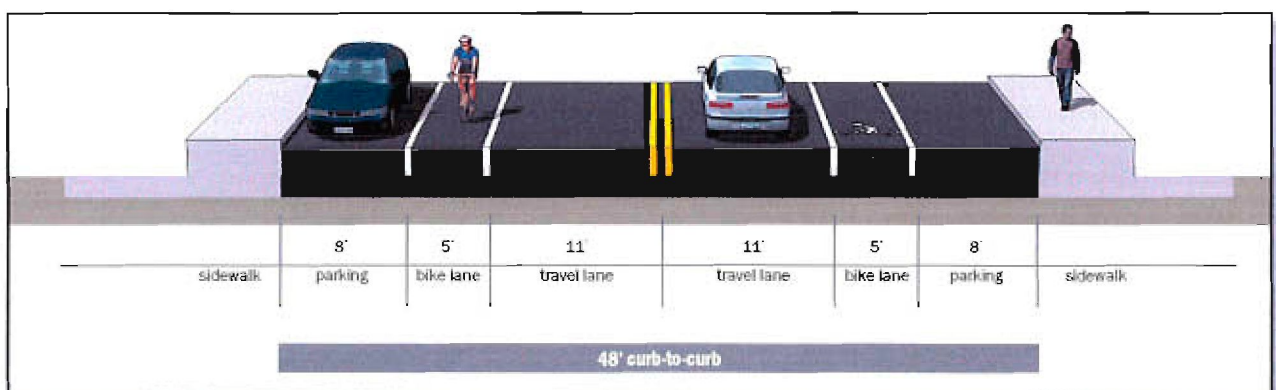 8' 5' 11' 11' 5' 8'
sidewalk parking bike lane travel lane travel lane bike lane parking sidewalk
48' curb-to-curb